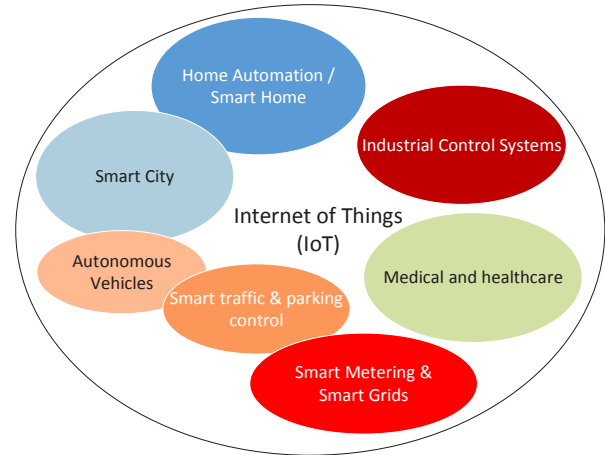 Home Automation /
Smart Home
Industrial Control Systems
Smart City
Internet of Things
(IoT)
Autonomous
Vehicles
Medical and healthcare
Smart traffic & parking
control
Smart Metering &
Smart Grids